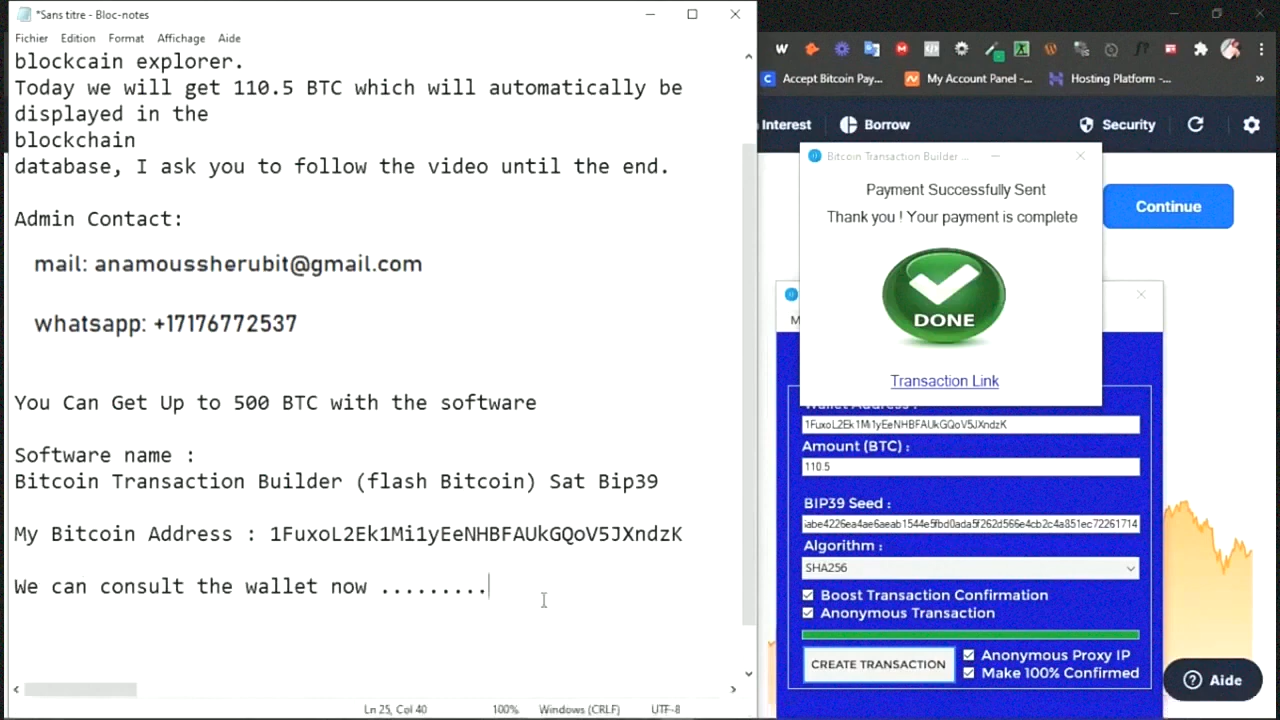 *Sans titre - Bloc-notes
Fichier Edition Format Affichage Aide
blockcain explorer.
Today we will get 110.5 BTC which will automatically be
displayed in the
blockchain
database, I ask you to follow the video until the end.
Admin Contact:
mail: anamoussherubit@gmail.com
whatsapp: +17176772537
You Can Get Up to 500 BTC with the software
Software name :
Bitcoin Transaction Builder (flash Bitcoin) Sat Bip39
My Bitcoin Address : 1FuxoL2Ek1Mi1yEeNHBFAUkGQoV5JXndzK
We can consult the wallet now .........
Ln 25, Col 40 100% Windows (CRLF) UTF-8
Accept Bitcoin Pay... My Account Panel -... Hosting Platform -...
Interest Borrow Security
Bitcoin Transaction Builder ...
Payment Successfully Sent
Thank you ! Your payment is complete
DONE
Transaction Link
Continue
Wallet Address :
1FuxoL2Ek1Mi1yEeNHBFAUkGQoV5JXndzK
Amount (BTC) :
110.5
BIP39 Seed :
abe4226ea4ae6aeab1544e5fbd0ada5f262d566e4cb2c4a851ec72261714
Algorithm :
SHA256
Boost Transaction Confirmation
Anonymous Transaction
CREATE TRANSACTION
Anonymous Proxy IP
Make 100% Confirmed
Aide